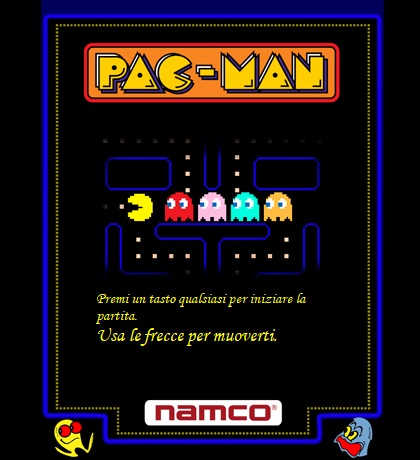 PAC-MAN
Premi un tasto qualsiasi per iniziare la
partita.
Usa le frecce per muoverti.
namco®